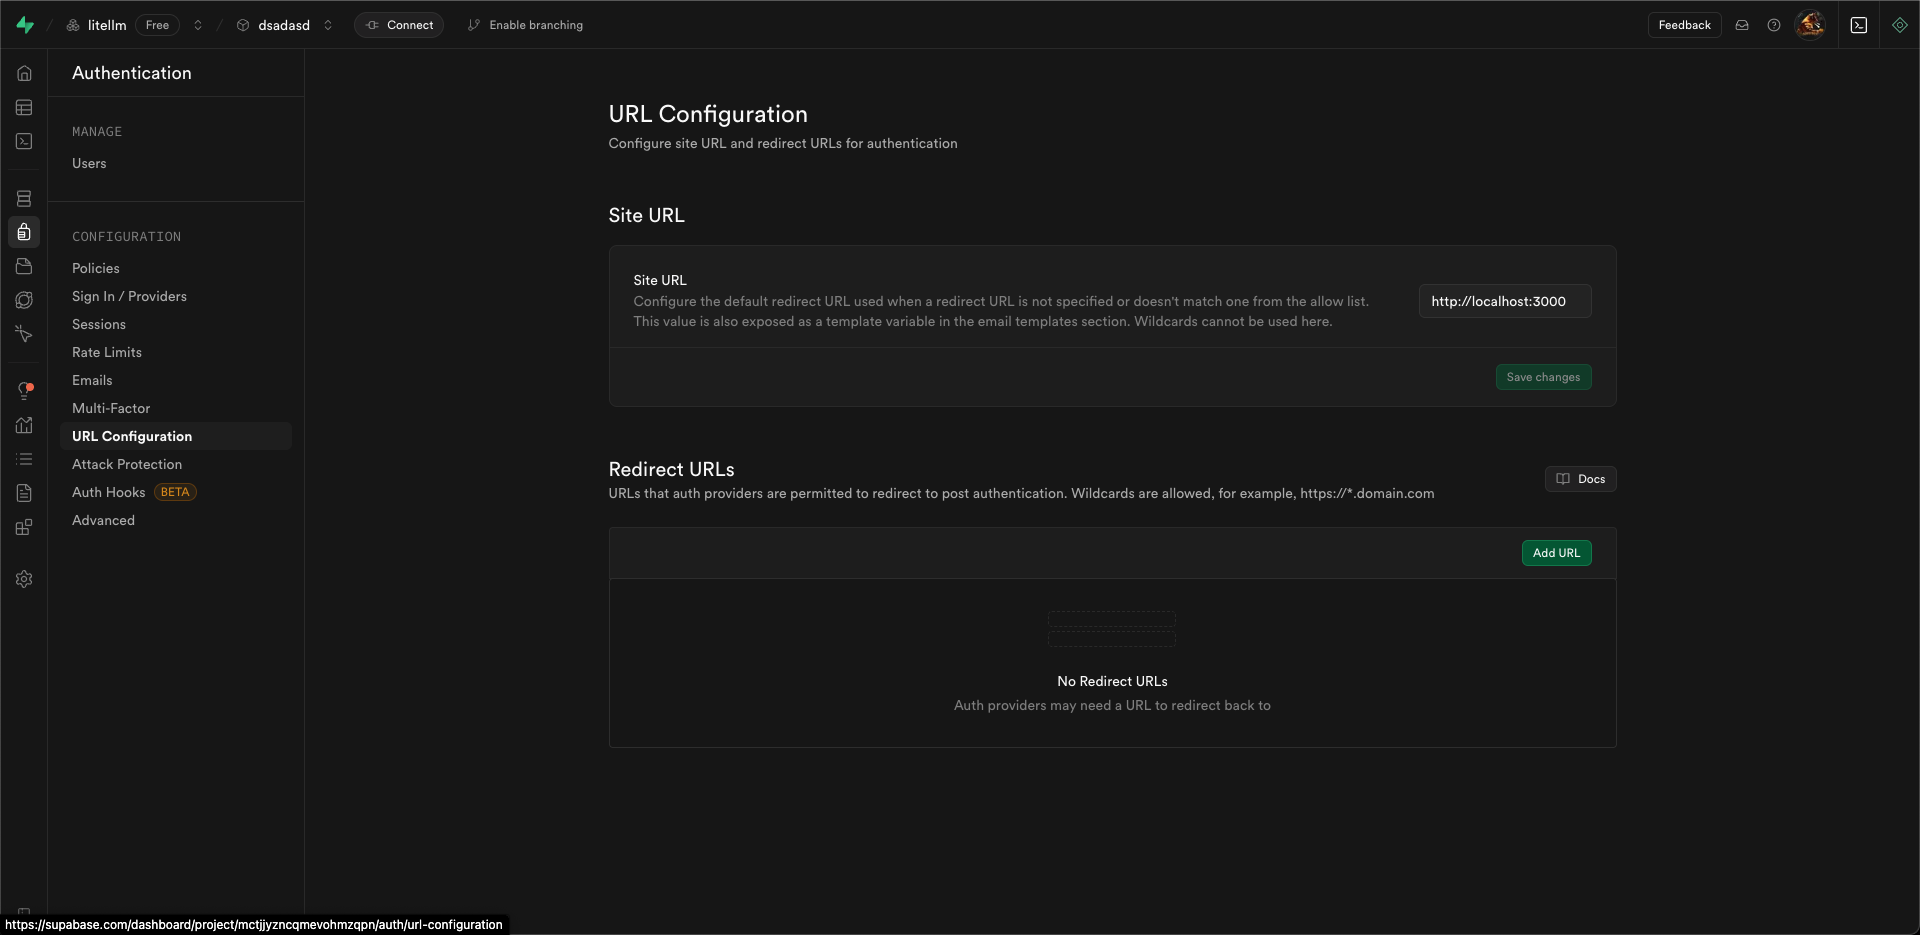 litellm Free dsadasd Connect Enable branching Feedback
Authentication
MANAGE
Users
CONFIGURATION
Policies
Sign In / Providers
Sessions
Rate Limits
Emails
Multi-Factor
URL Configuration
Attack Protection
Auth Hooks BETA
Advanced
URL Configuration
Configure site URL and redirect URLs for authentication
Site URL
Site URL
Configure the default redirect URL used when a redirect URL is not specified or doesn't match one from the allow list.
This value is also exposed as a template variable in the email templates section. Wildcards cannot be used here.
http://localhost:3000
Save changes
Redirect URLs
URLs that auth providers are permitted to redirect to post authentication. Wildcards are allowed, for example, https://*.domain.com
Docs
Add URL
No Redirect URLs
Auth providers may need a URL to redirect back to
https://supabase.com/dashboard/project/mctjjyzncqmevohmzqpn/auth/url-configuration